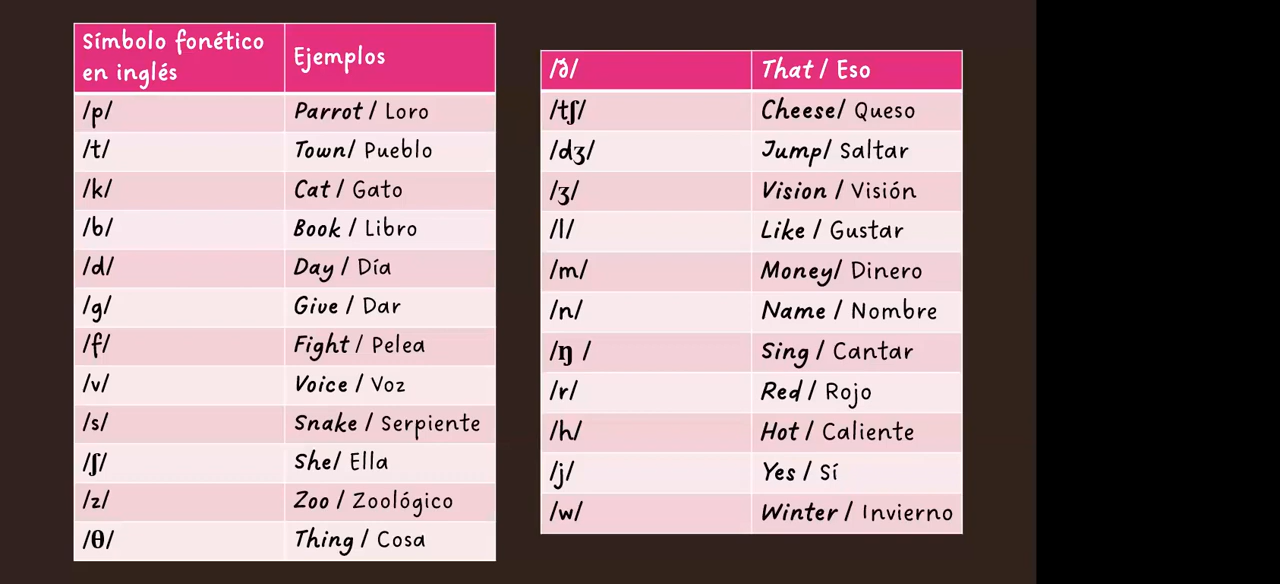 Símbolo fonético en inglés Ejemplos
/p/ Parrot / Loro
/t/ Town/ Pueblo
/k/ Cat / Gato
/b/ Book / Libro
/d/ Day / Día
/g/ Give / Dar
/f/ Fight / Pelea
/v/ Voice / Voz
/s/ Snake / Serpiente
/ʃ/ She/ Ella
/z/ Zoo / Zoológico
/θ/ Thing / Cosa
/ð/ That / Eso
/tʃ/ Cheese/ Queso
/dʒ/ Jump/ Saltar
/ʒ/ Vision / Visión
/l/ Like / Gustar
/m/ Money/ Dinero
/n/ Name / Nombre
/ŋ / Sing / Cantar
/r/ Red / Rojo
/h/ Hot / Caliente
/j/ Yes / Sí
/w/ Winter / Invierno